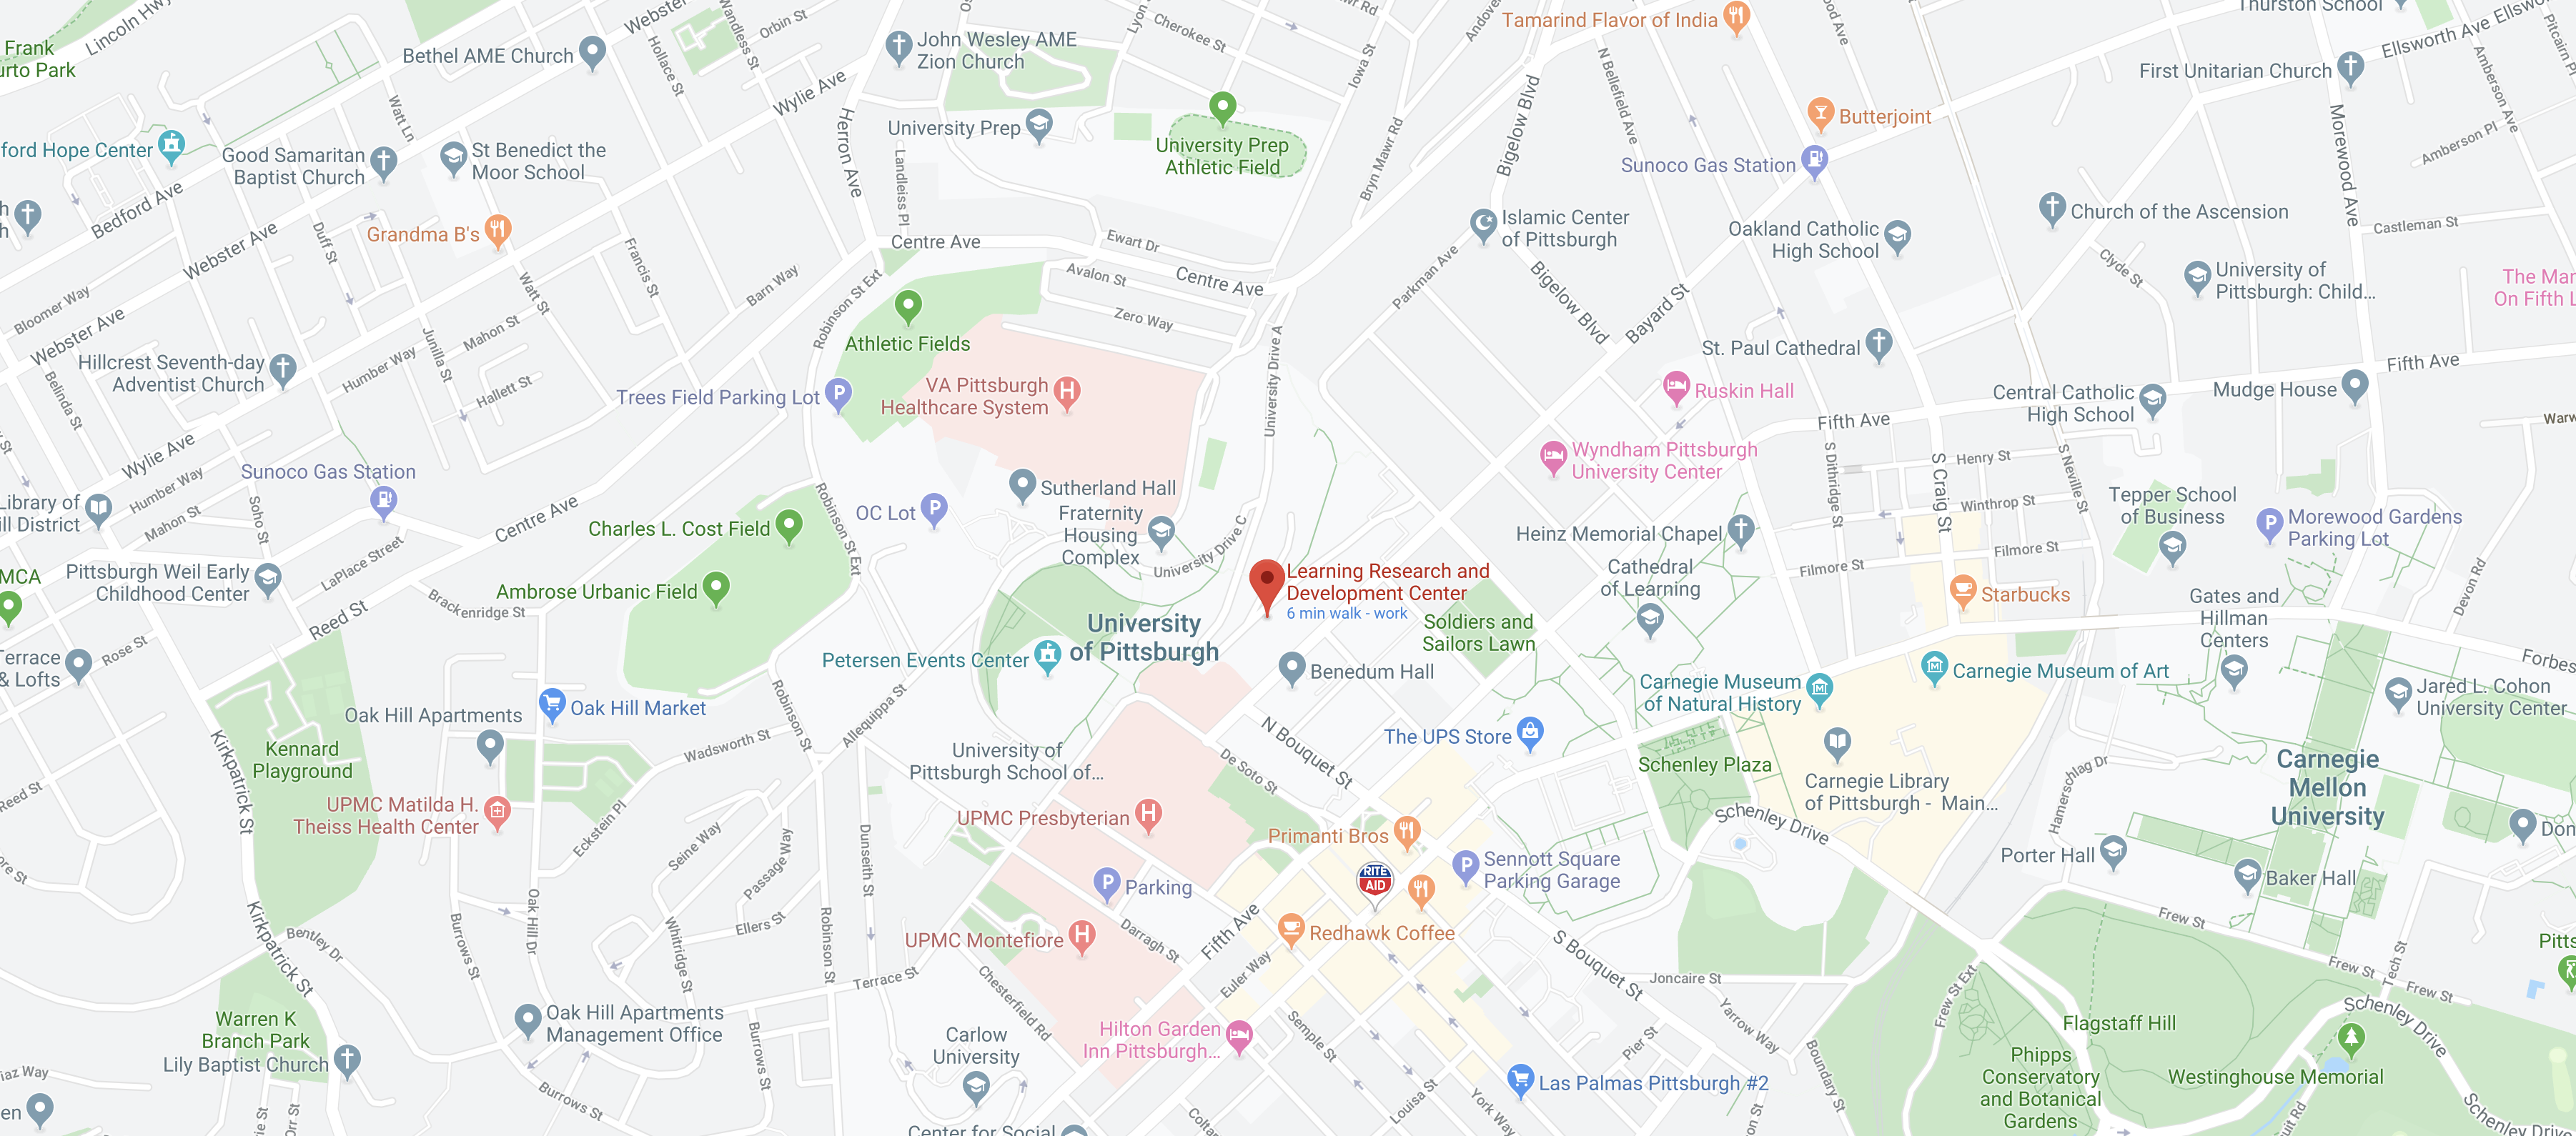 Frank
urto Park
Lincoln Hwy
Bethel AME Church
Webster
Wandless St
Orbin St
Hollace St
John Wesley AME
Zion Church
Cherokee St
Iowa St
Tamarind Flavor of India
N Bellefield Ave
Thurston School
Ellsworth Ave
First Unitarian Church
Amberson Ave
Watt Ln
Wylie Ave
Herron Ave
University Prep
University Prep
Athletic Field
Bryn Mawr Rd
Bigelow Blvd
Butterjoint
Sunoco Gas Station
Morewood Ave
Amberson Pl
ford Hope Center
Good Samaritan
Baptist Church
St Benedict the
Moor School
Landleiss Pl
Bedford Ave
Webster Ave
Grandma B's
Duff St
Francis St
Watt St
Centre Ave
Ewart Dr
Avalon St
Centre Ave
Zero Way
Islamic Center
of Pittsburgh
Parkman Ave
Bigelow Blvd
Bayard St
Oakland Catholic
High School
Church of the Ascension
Castleman St
Clyde St
University of
Pittsburgh: Child...
The Mar
On Fifth L
Bloomer Way
Webster Ave
Barn Way
Robinson St Ext
Athletic Fields
University Drive A
St. Paul Cathedral
Fifth Ave
Hillcrest Seventh-day
Adventist Church
Belinda St
Humber Way
Junilla St
Mahon St
Hallett St
Trees Field Parking Lot
VA Pittsburgh
Healthcare System
Ruskin Hall
Fifth Ave
Central Catholic
High School
Mudge House
Wylie Ave
Humber Way
Mahon St
Soho St
Sunoco Gas Station
Library of
ill District
Centre Ave
Charles L. Cost Field
Robinson St Ext
OC Lot
Sutherland Hall
Fraternity
Housing
Complex
University Drive C
Wyndham Pittsburgh
University Center
S Dithridge St
S Craig St
Henry St
Winthrop St
Filmore St
S Neville St
Tepper School
of Business
Morewood Gardens
Parking Lot
Heinz Memorial Chapel
Filmore St
MCA
Pittsburgh Weil Early
Childhood Center
LaPlace Street
Reed St
Brackenridge St
Ambrose Urbanic Field
Learning Research and
Development Center
6 min walk - work
Cathedral
of Learning
Starbucks
Gates and
Hillman
Centers
Devon Rd
Terrace
& Lofts
Rose St
Petersen Events Center
University
of Pittsburgh
Soldiers and
Sailors Lawn
Benedum Hall
Carnegie Museum
of Natural History
Carnegie Museum of Art
Forbes
Jared L. Cohon
University Center
Oak Hill Apartments
Oak Hill Market
Robinson St
Allequippa St
Wadsworth St
Kennard
Playground
Kirkpatrick St
Reed St
University of
Pittsburgh School of...
N Bouquet St
De Soto St
The UPS Store
Schenley Plaza
Schenley Drive
Carnegie Library
of Pittsburgh - Main...
Hamerschlag Dr
Carnegie
Mellon
University
UPMC Matilda H.
Theiss Health Center
Eckstein Pl
Seine Way
Passage Way
Dunseith St
UPMC Presbyterian
Primanti Bros
RITE
AID
Sennott Square
Parking Garage
Porter Hall
Baker Hall
Parking
Darragh St
Kirkpatrick St
Bentley Dr
Burrows St
Oak Hill Dr
Whitridge St
Ellers St
Robinson St
Terrace St
UPMC Montefiore
Fifth Ave
Euler Way
Redhawk Coffee
S Bouquet St
Joncaire St
Yarrow Way
Frew St
Frew St
Tech St
Frew St
Frew St Ext
Schenley Drive
Warren K
Branch Park
Lily Baptist Church
Oak Hill Apartments
Management Office
Burrows St
Burrows St
Chesterfield Rd
Carlow
University
Hilton Garden
Inn Pittsburgh...
Semple St
Louisa St
York Way
Pier St
Las Palmas Pittsburgh #2
Boundary St
Flagstaff Hill
Phipps
Conservatory
and Botanical
Gardens
Westinghouse Memorial
Schenley Drive
Center for Social